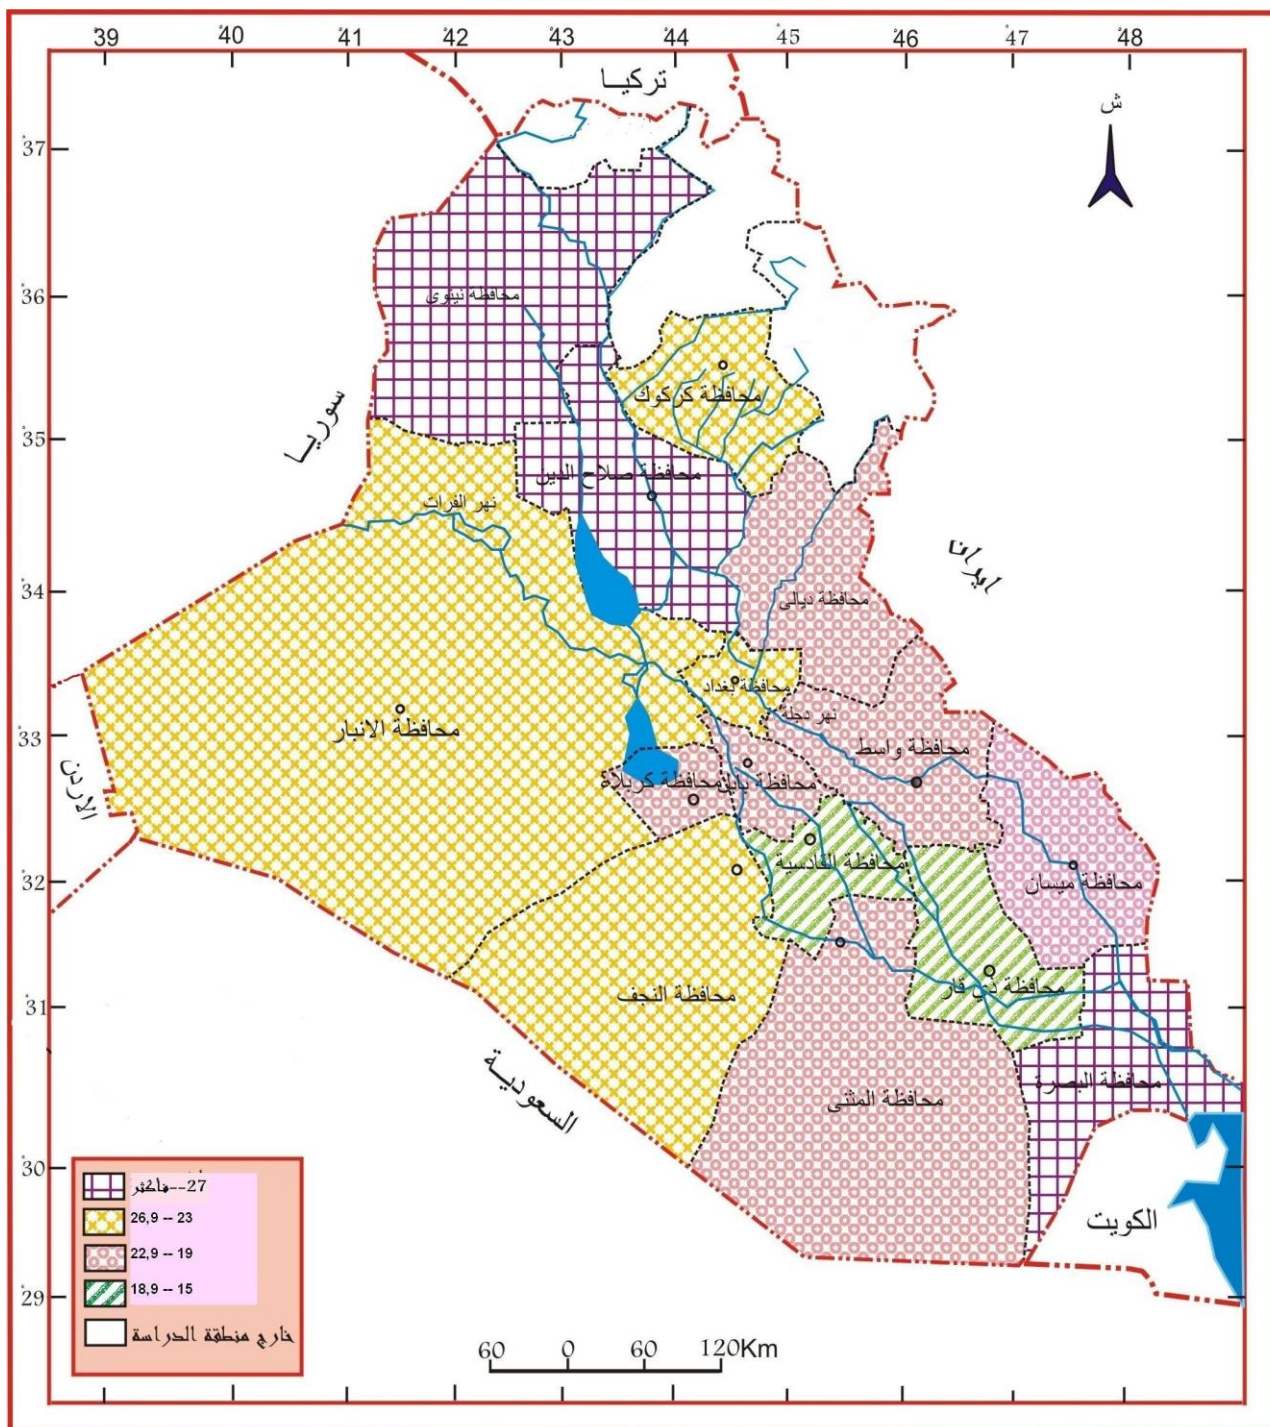 39 40 41 42 43 44 45 46 47 48
تركيـا
ش
37
36
محافظة نينوى
محافظة كركوك
سوريـا
35
محافظة صلاح الدين
نهر الفرات
ايران
34
محافظة ديالى
محافظة بغداد
نهر دجلة
33
محافظة الانبار
محافظة واسط
الاردن
محافظة كربلاء
محافظة بابل
محافظة القادسية
32
محافظة ميسان
محافظة ذي قار
محافظة النجف
31
السعوديـة
محافظة البصرة
محافظة المثنى
30
الكويت
27--فاكثر
23 -- 26,9
19 -- 22,9
15 -- 18,9
خارج منطقة الدراسة
29
60 0 60 120Km